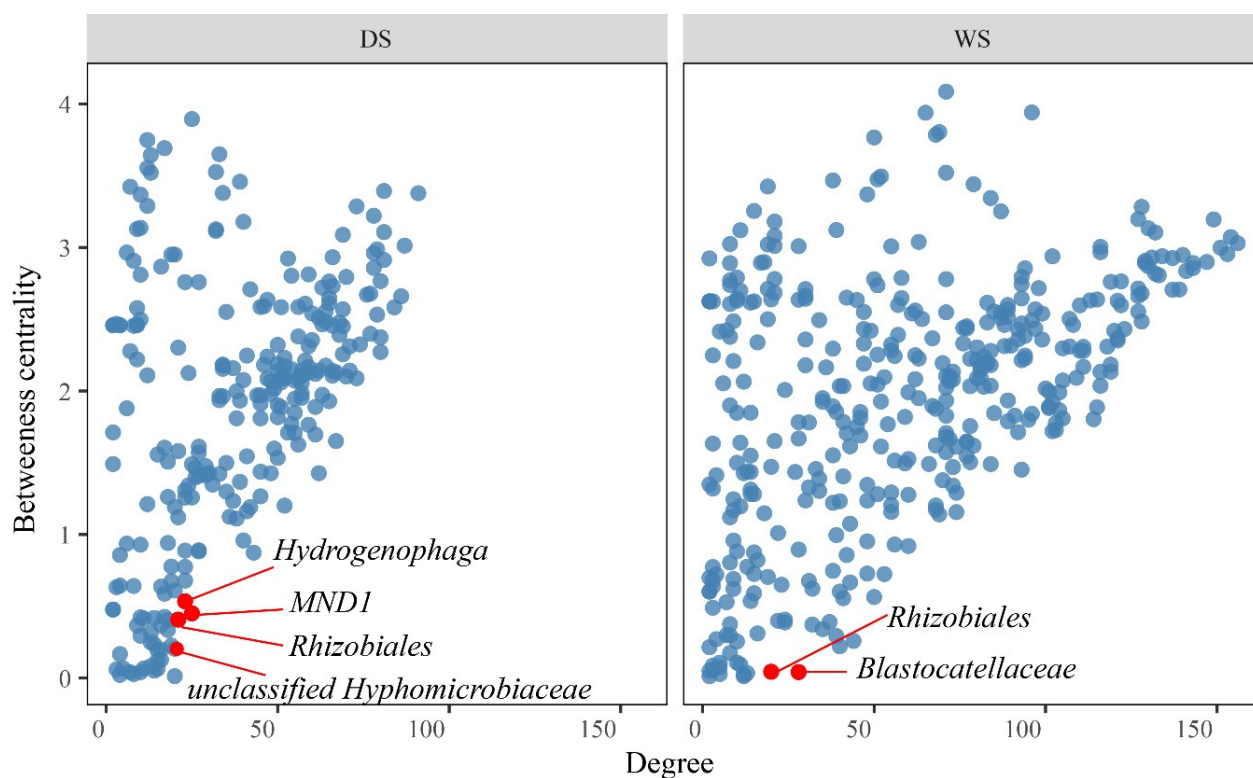 DS
WS
Betweeness centrality
4
3
2
1
0
Hydrogenophaga
MND1
Rhizobiales
unclassified Hyphomicrobiaceae
Rhizobiales
Blastocatellaceae
0 50 100 150
0 50 100 150
Degree